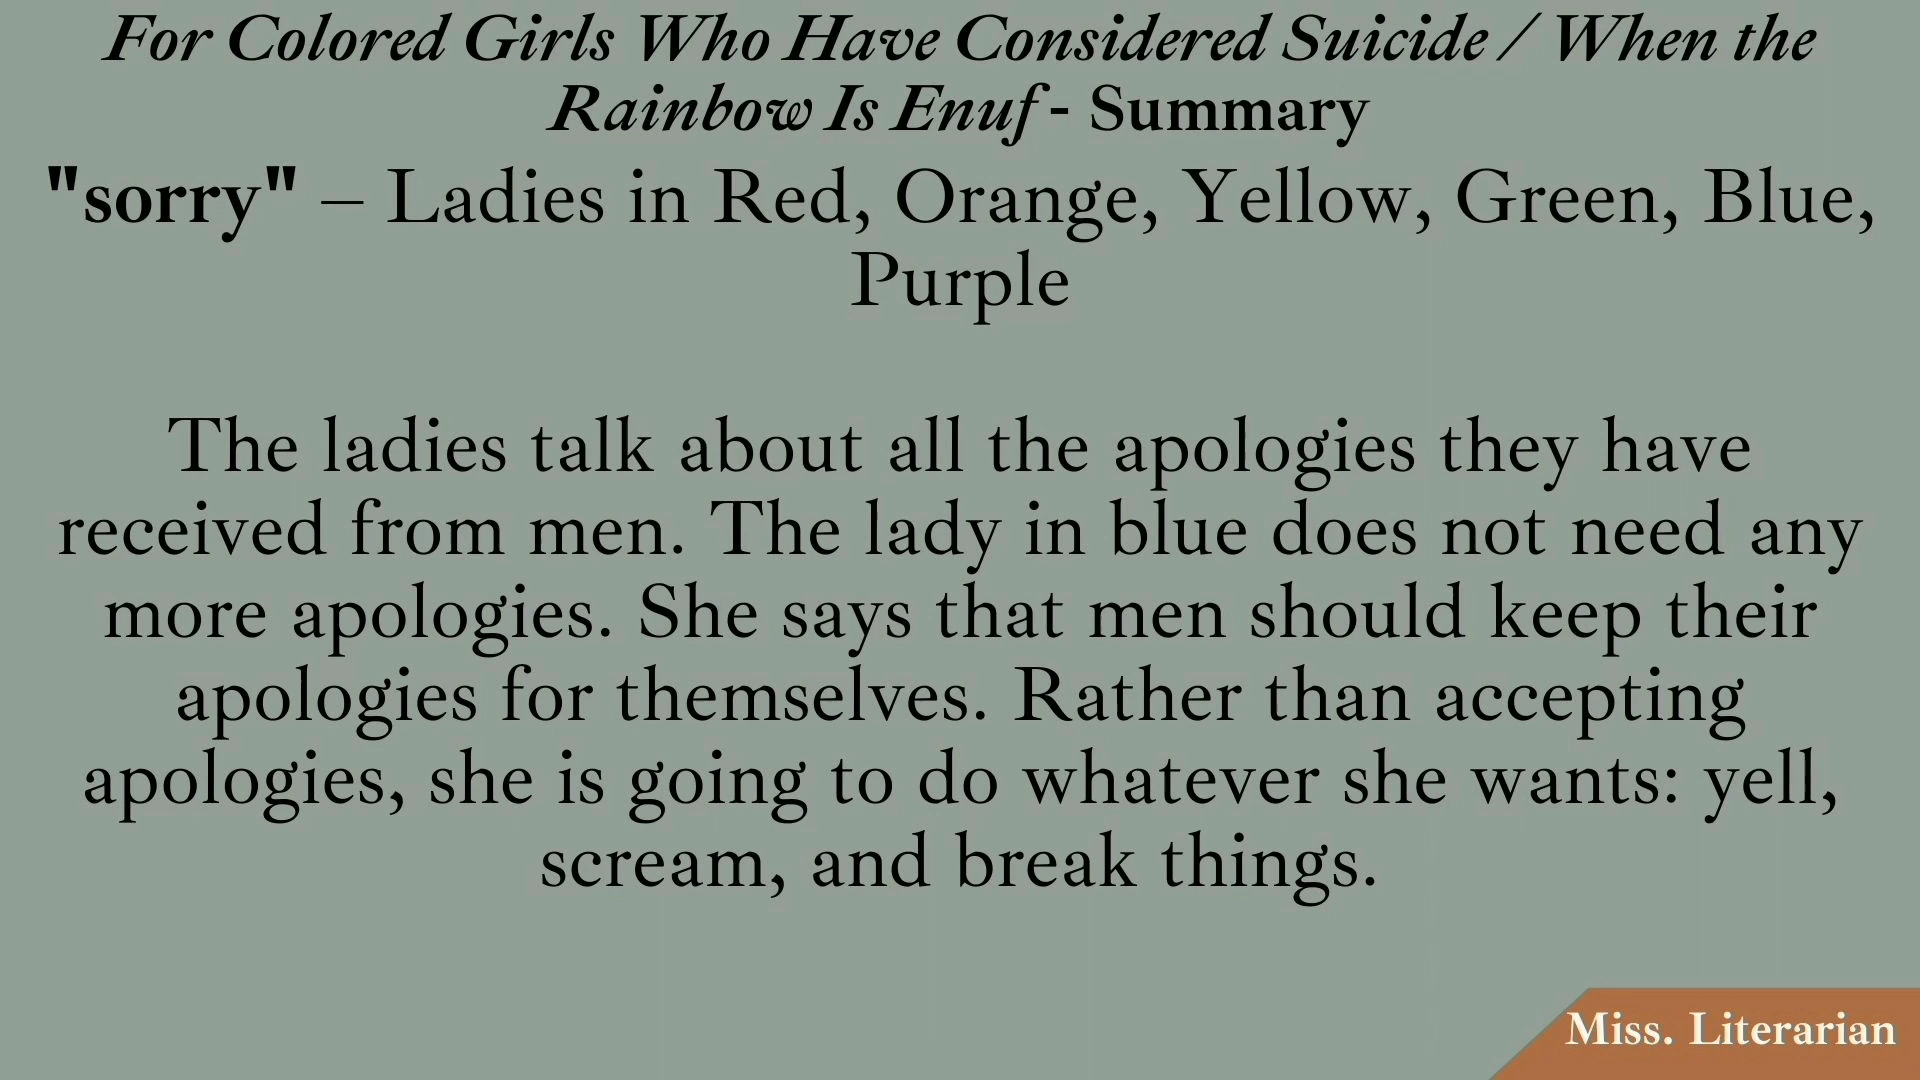 For Colored Girls Who Have Considered Suicide / When the
Rainbow Is Enuf - Summary
"sorry" – Ladies in Red, Orange, Yellow, Green, Blue,
Purple
The ladies talk about all the apologies they have
received from men. The lady in blue does not need any
more apologies. She says that men should keep their
apologies for themselves. Rather than accepting
apologies, she is going to do whatever she wants: yell,
scream, and break things.
Miss. Literarian